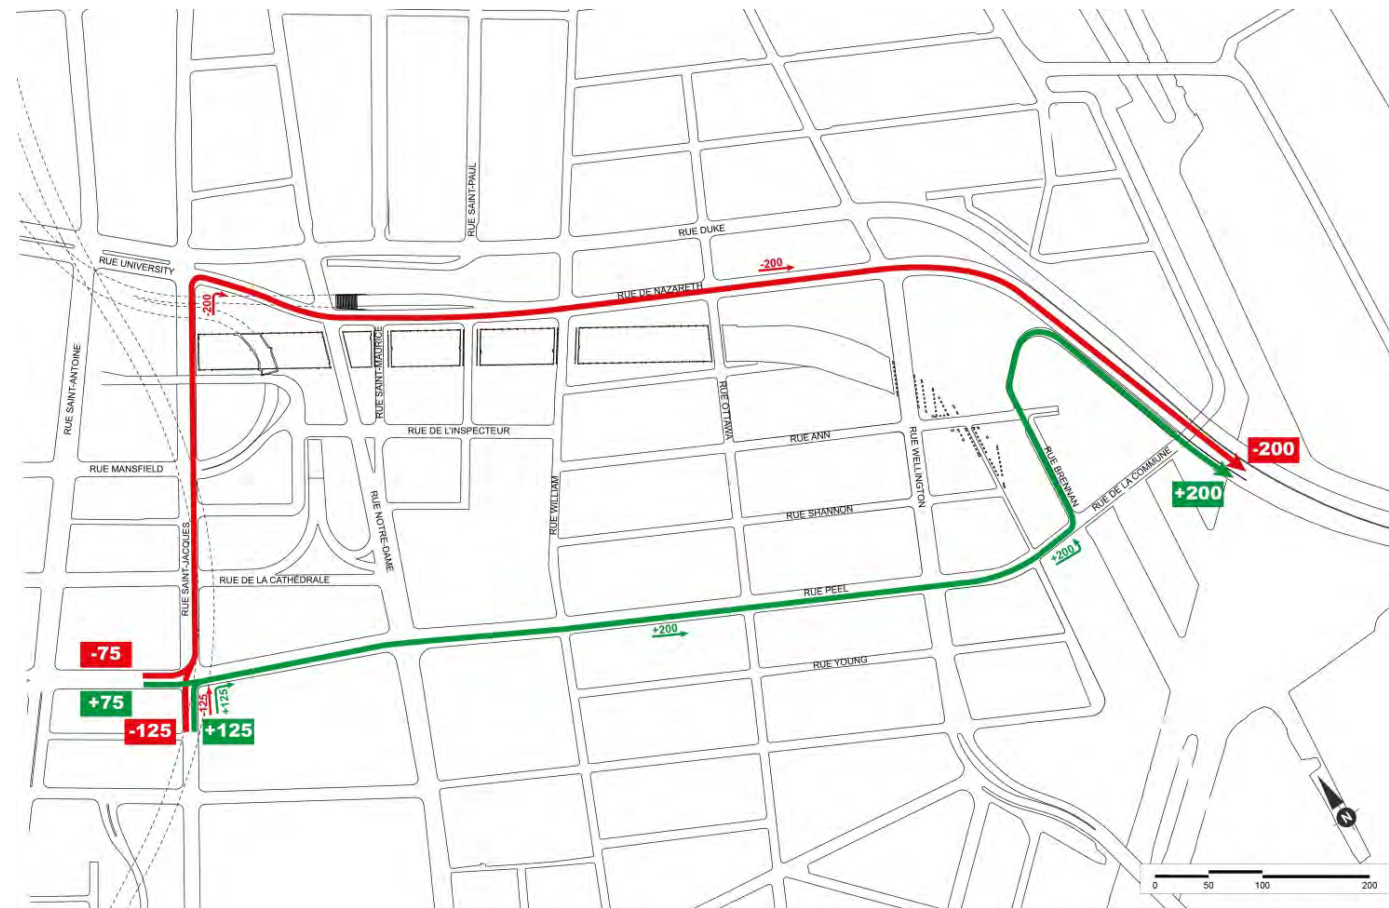 RUE SAINT-PAUL
RUE DUKE
RUE UNIVERSITY
-200
RUE DE NAZARETH
-200
RUE SAINT-ANTOINE
RUE SAINT-MAURICE
RUE OTTAWA
RUE DE L'INSPECTEUR
RUE ANN
RUE WELLINGTON
RUE MANSFIELD
RUE BRENNAN
RUE DE LA COMMUNE
-200
+200
RUE WILLIAM
RUE NOTRE-DAME
RUE SHANNON
RUE SAINT-JACQUES
RUE DE LA CATHÉDRALE
+200
RUE PEEL
+200
RUE YOUNG
-75
+75
-125
+125
-125
+125
N
0 50 100 200